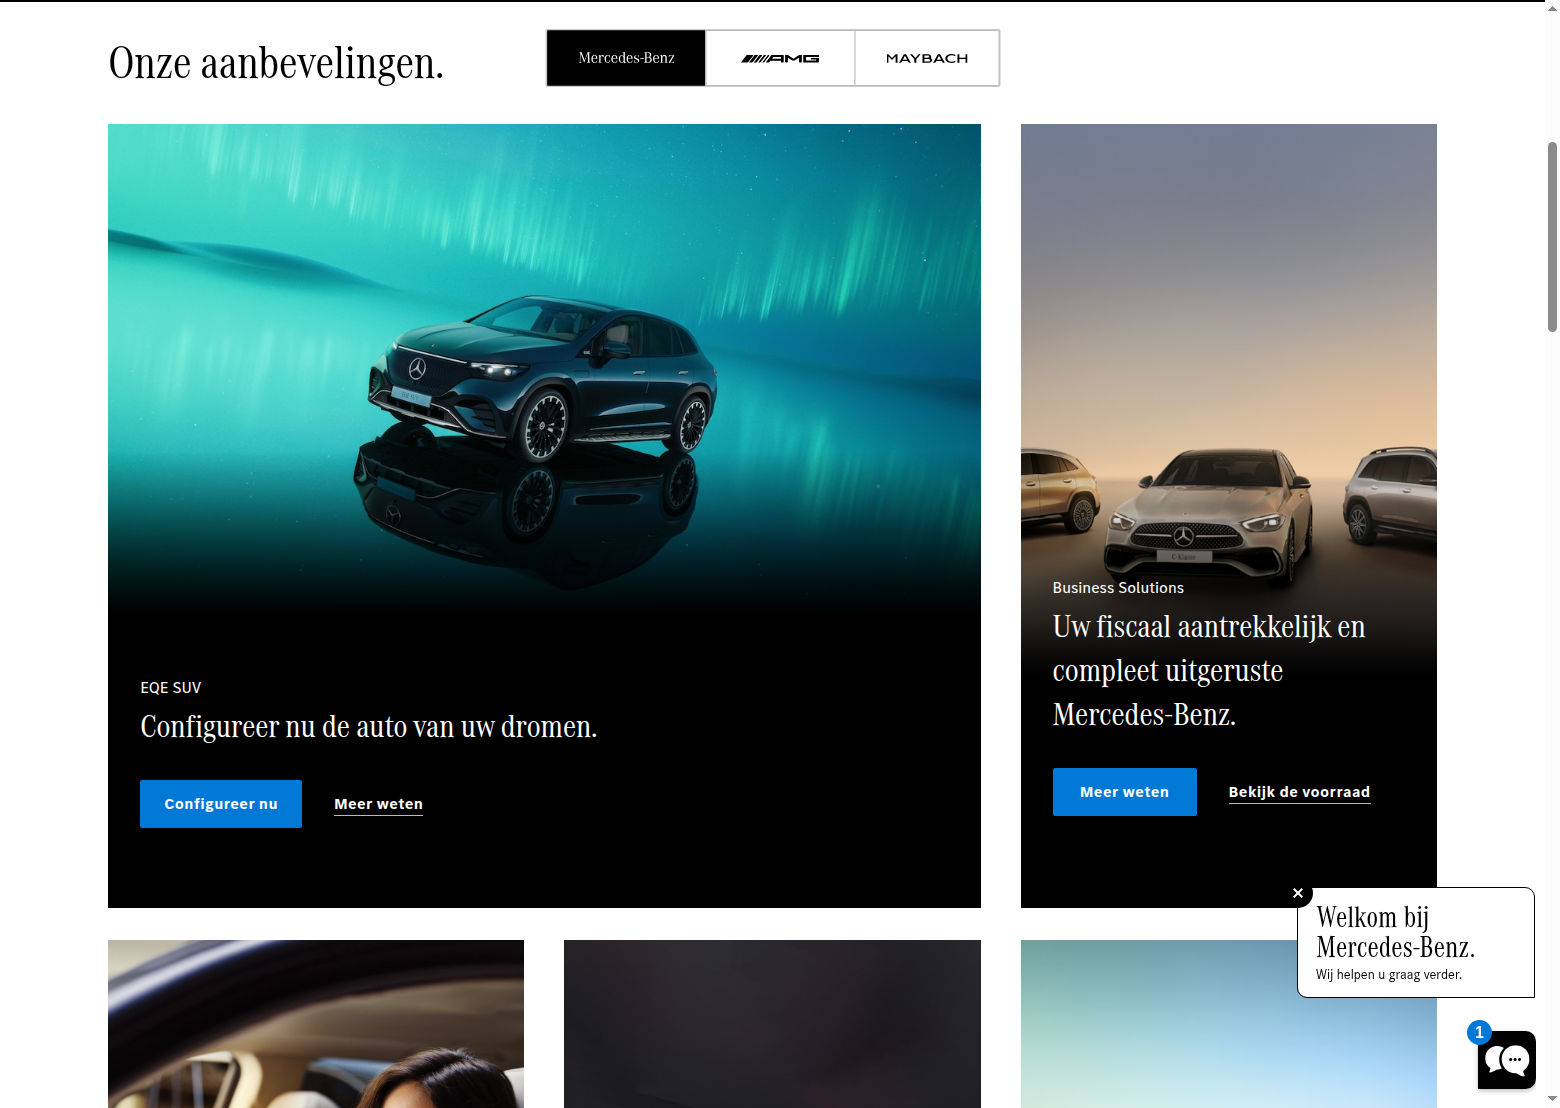 Onze aanbevelingen.
Mercedes-Benz
AMG
MAYBACH
EQE SUV
Configureer nu de auto van uw dromen.
Configureer nu
Meer weten
C-Klasse
Business Solutions
Uw fiscaal aantrekkelijk en
compleet uitgeruste
Mercedes-Benz.
Meer weten
Bekijk de voorraad
Welkom bij
Mercedes-Benz.
Wij helpen u graag verder.
1